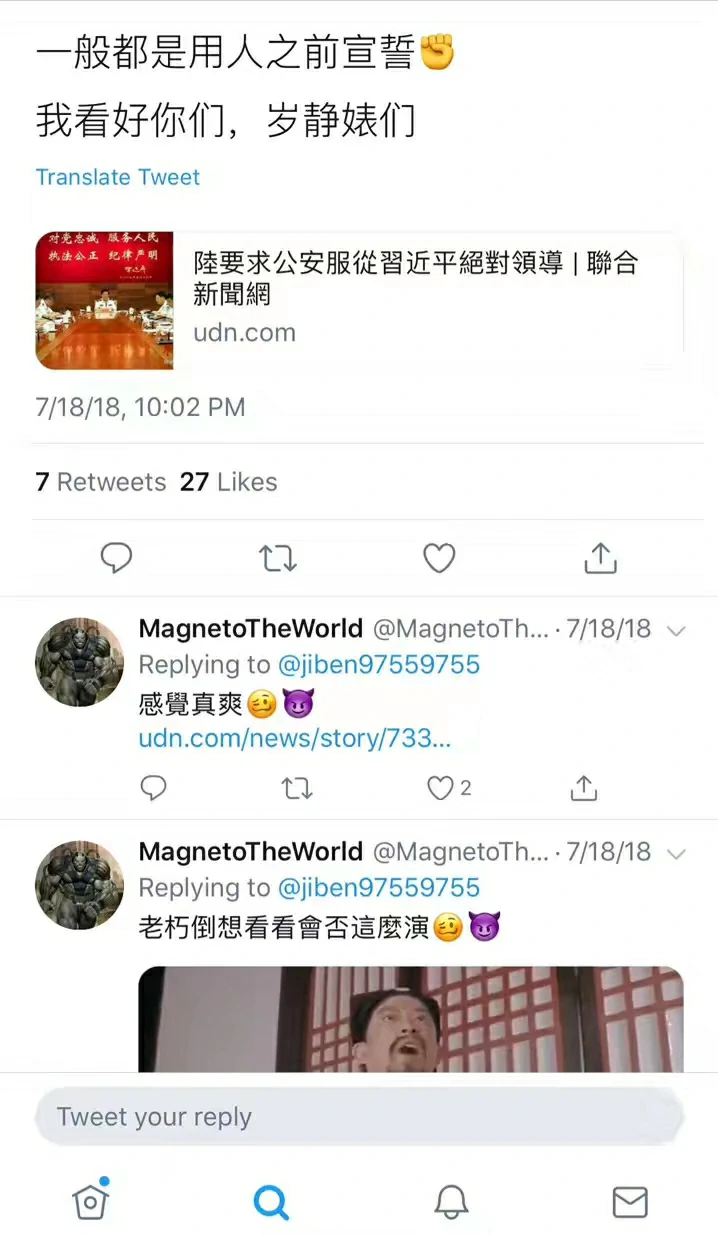 一般都是用人之前宣誓✊
我看好你们，岁静婊们
Translate Tweet
对党忠诚 服务人民
执法公正 纪律严明
陸要求公安服從習近平絕對領導 | 聯合
新聞網
udn.com
7/18/18, 10:02 PM
7 Retweets 27 Likes
MagnetoTheWorld @MagnetoTh... · 7/18/18
Replying to @jiben97559755
感覺真爽🥴😈
udn.com/news/story/733...
2
MagnetoTheWorld @MagnetoTh... · 7/18/18
Replying to @jiben97559755
老朽倒想看看會否這麼演🥴😈
Tweet your reply